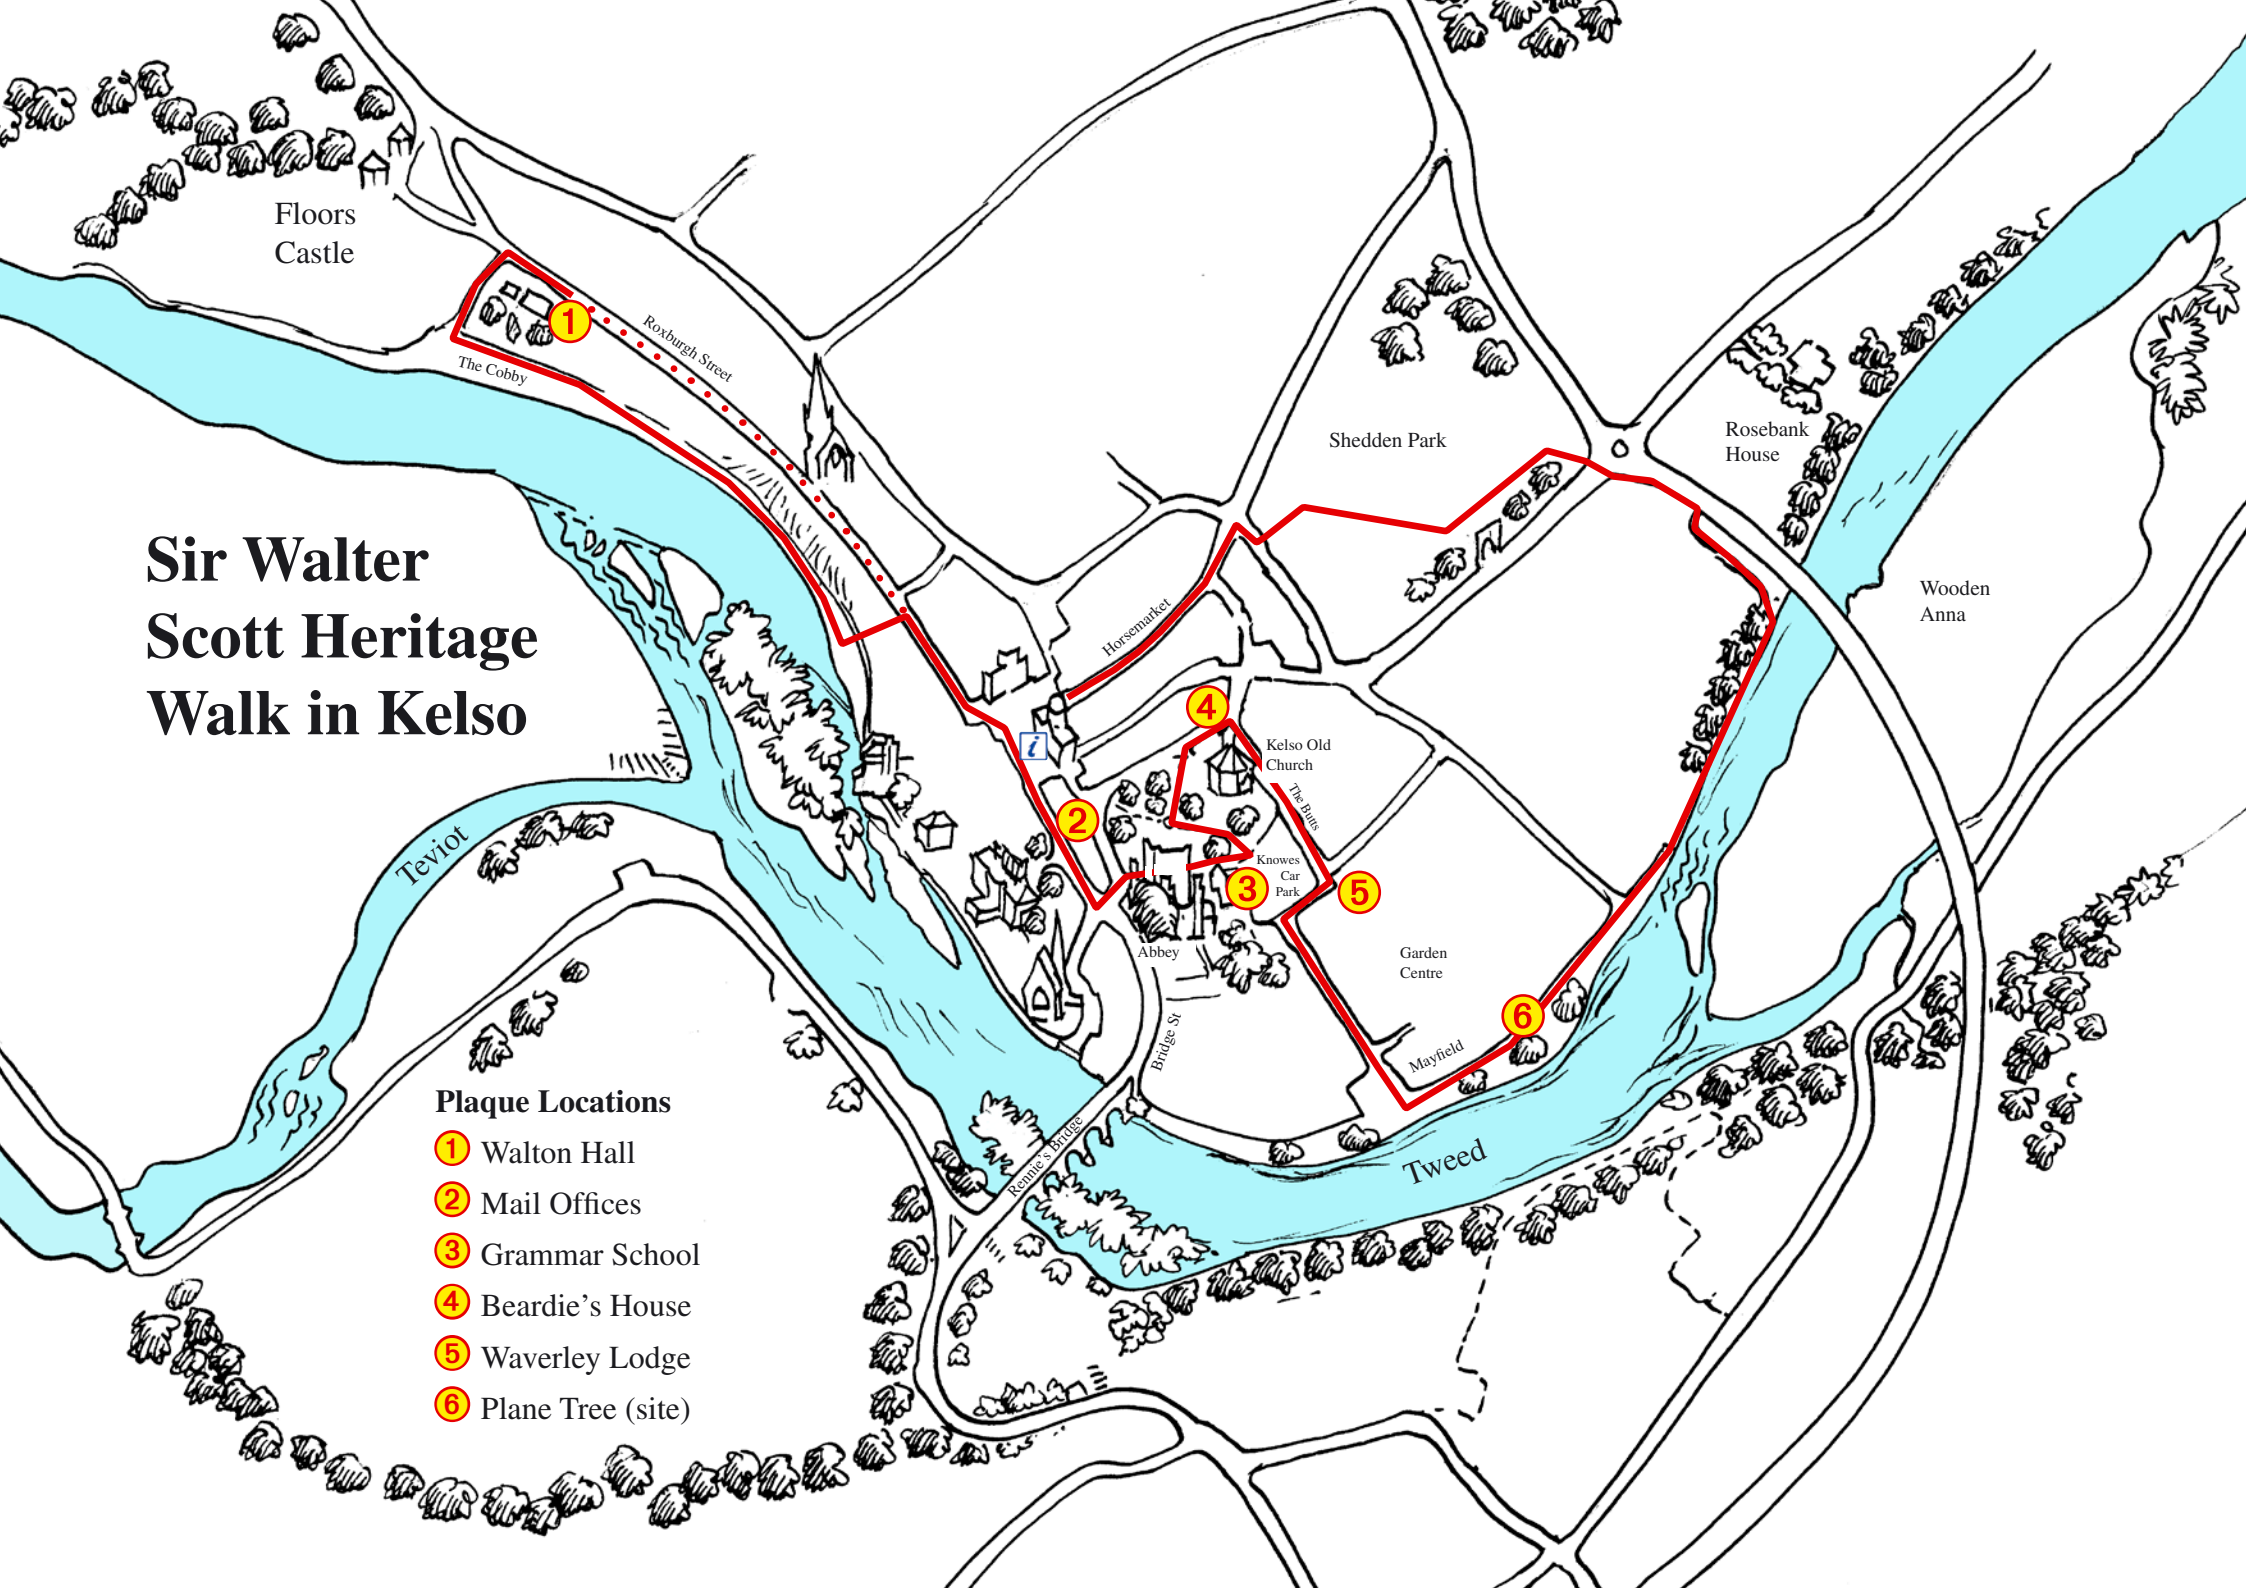 Floors
Castle
1
Roxburgh Street
The Cobby
Shedden Park
Rosebank
House
Sir Walter
Scott Heritage
Walk in Kelso
Wooden
Anna
Horsemarket
4
i
Kelso Old
Church
The Butts
2
Teviot
Knowes
Car
Park
3
5
Abbey
Garden
Centre
6
Bridge St
Mayfield
Rennie's Bridge
Tweed
Plaque Locations
1 Walton Hall
2 Mail Offices
3 Grammar School
4 Beardie’s House
5 Waverley Lodge
6 Plane Tree (site)